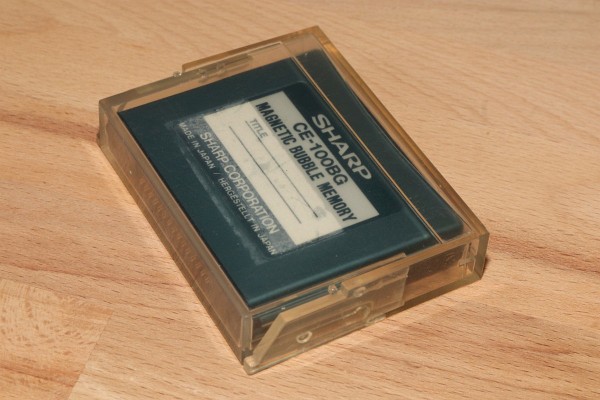 SHARP
CE-100BG
MAGNETIC BUBBLE MEMORY
TITLE
SHARP CORPORATION
MADE IN JAPAN / HERGESTELLT IN JAPAN